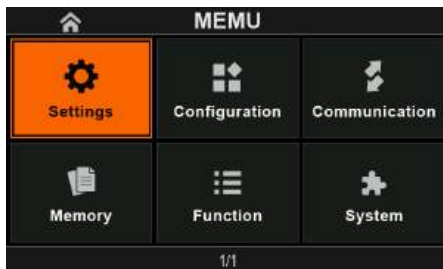 MEMU
Settings
Configuration
Communication
Memory
Function
System
1/1